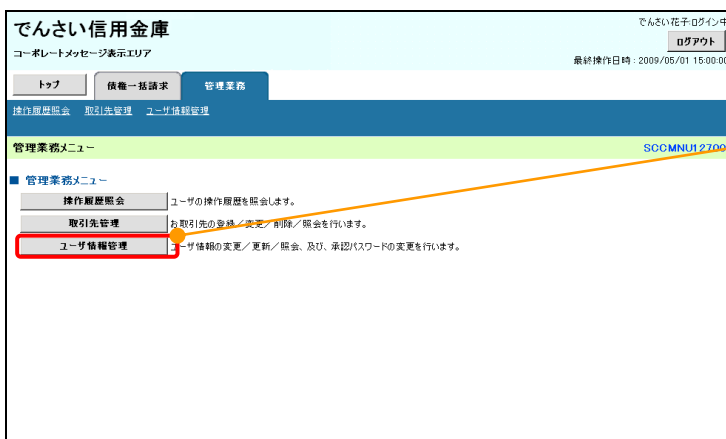 でんさい信用金庫
コーポレートメッセージ表示エリア
でんさい花子:ログイン中
ログアウト
最終操作日時：2009/05/01 15:00:00
トップ
債権一括請求
管理業務
操作履歴照会 取引先管理 ユーザ情報管理
管理業務メニュー
SCCMNU12700
■ 管理業務メニュー
操作履歴照会 ユーザの操作履歴を照会します。
取引先管理 お取引先の登録／変更／削除／照会を行います。
ユーザ情報管理 ユーザ情報の変更／更新／照会、及び、承認パスワードの変更を行います。